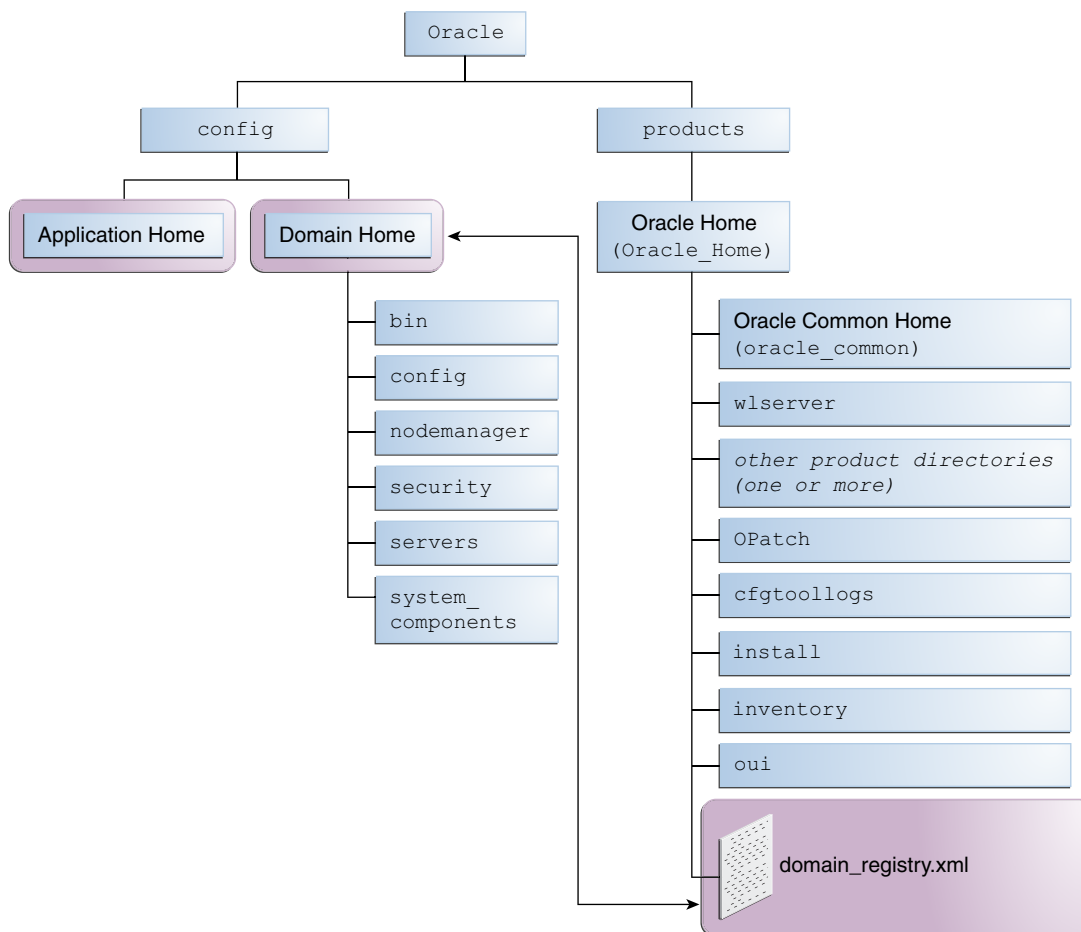 Oracle
config
products
Application Home
Domain Home
Oracle Home
(Oracle_Home)
bin
config
nodemanager
security
servers
system_
components
Oracle Common Home
(oracle_common)
wlserver
other product directories
(one or more)
OPatch
cfgtoollogs
install
inventory
oui
domain_registry.xml